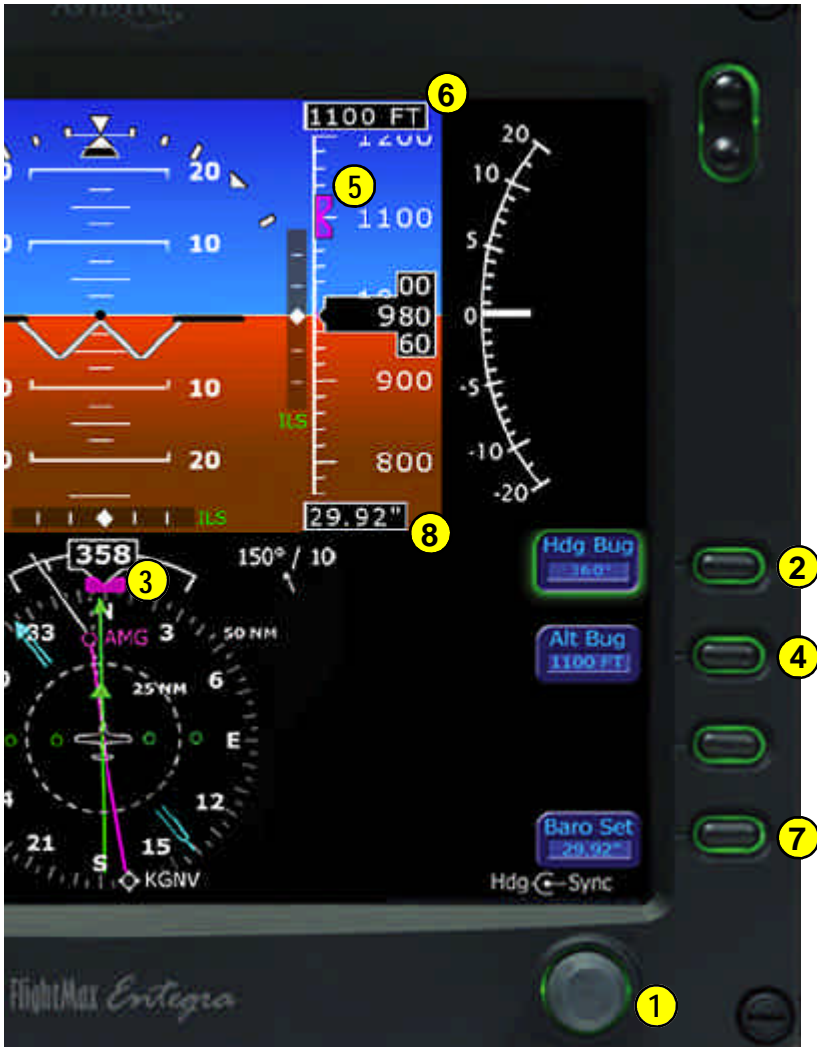 6
1100 FT
1200
5
1100
00
980
60
900
800
29.92"
8
20
10
10
20
ILS
ILS
20
10
5
0
-5
-10
-20
358
150° / 10
3
N
33
AMG
3
50 NM
25 NM
6
E
12
15
S
21
KGNV
Hdg Bug
360°
2
Alt Bug
1100 FT
4
Baro Set
29.92"
7
Hdg Sync
FlightMax Entegra
1